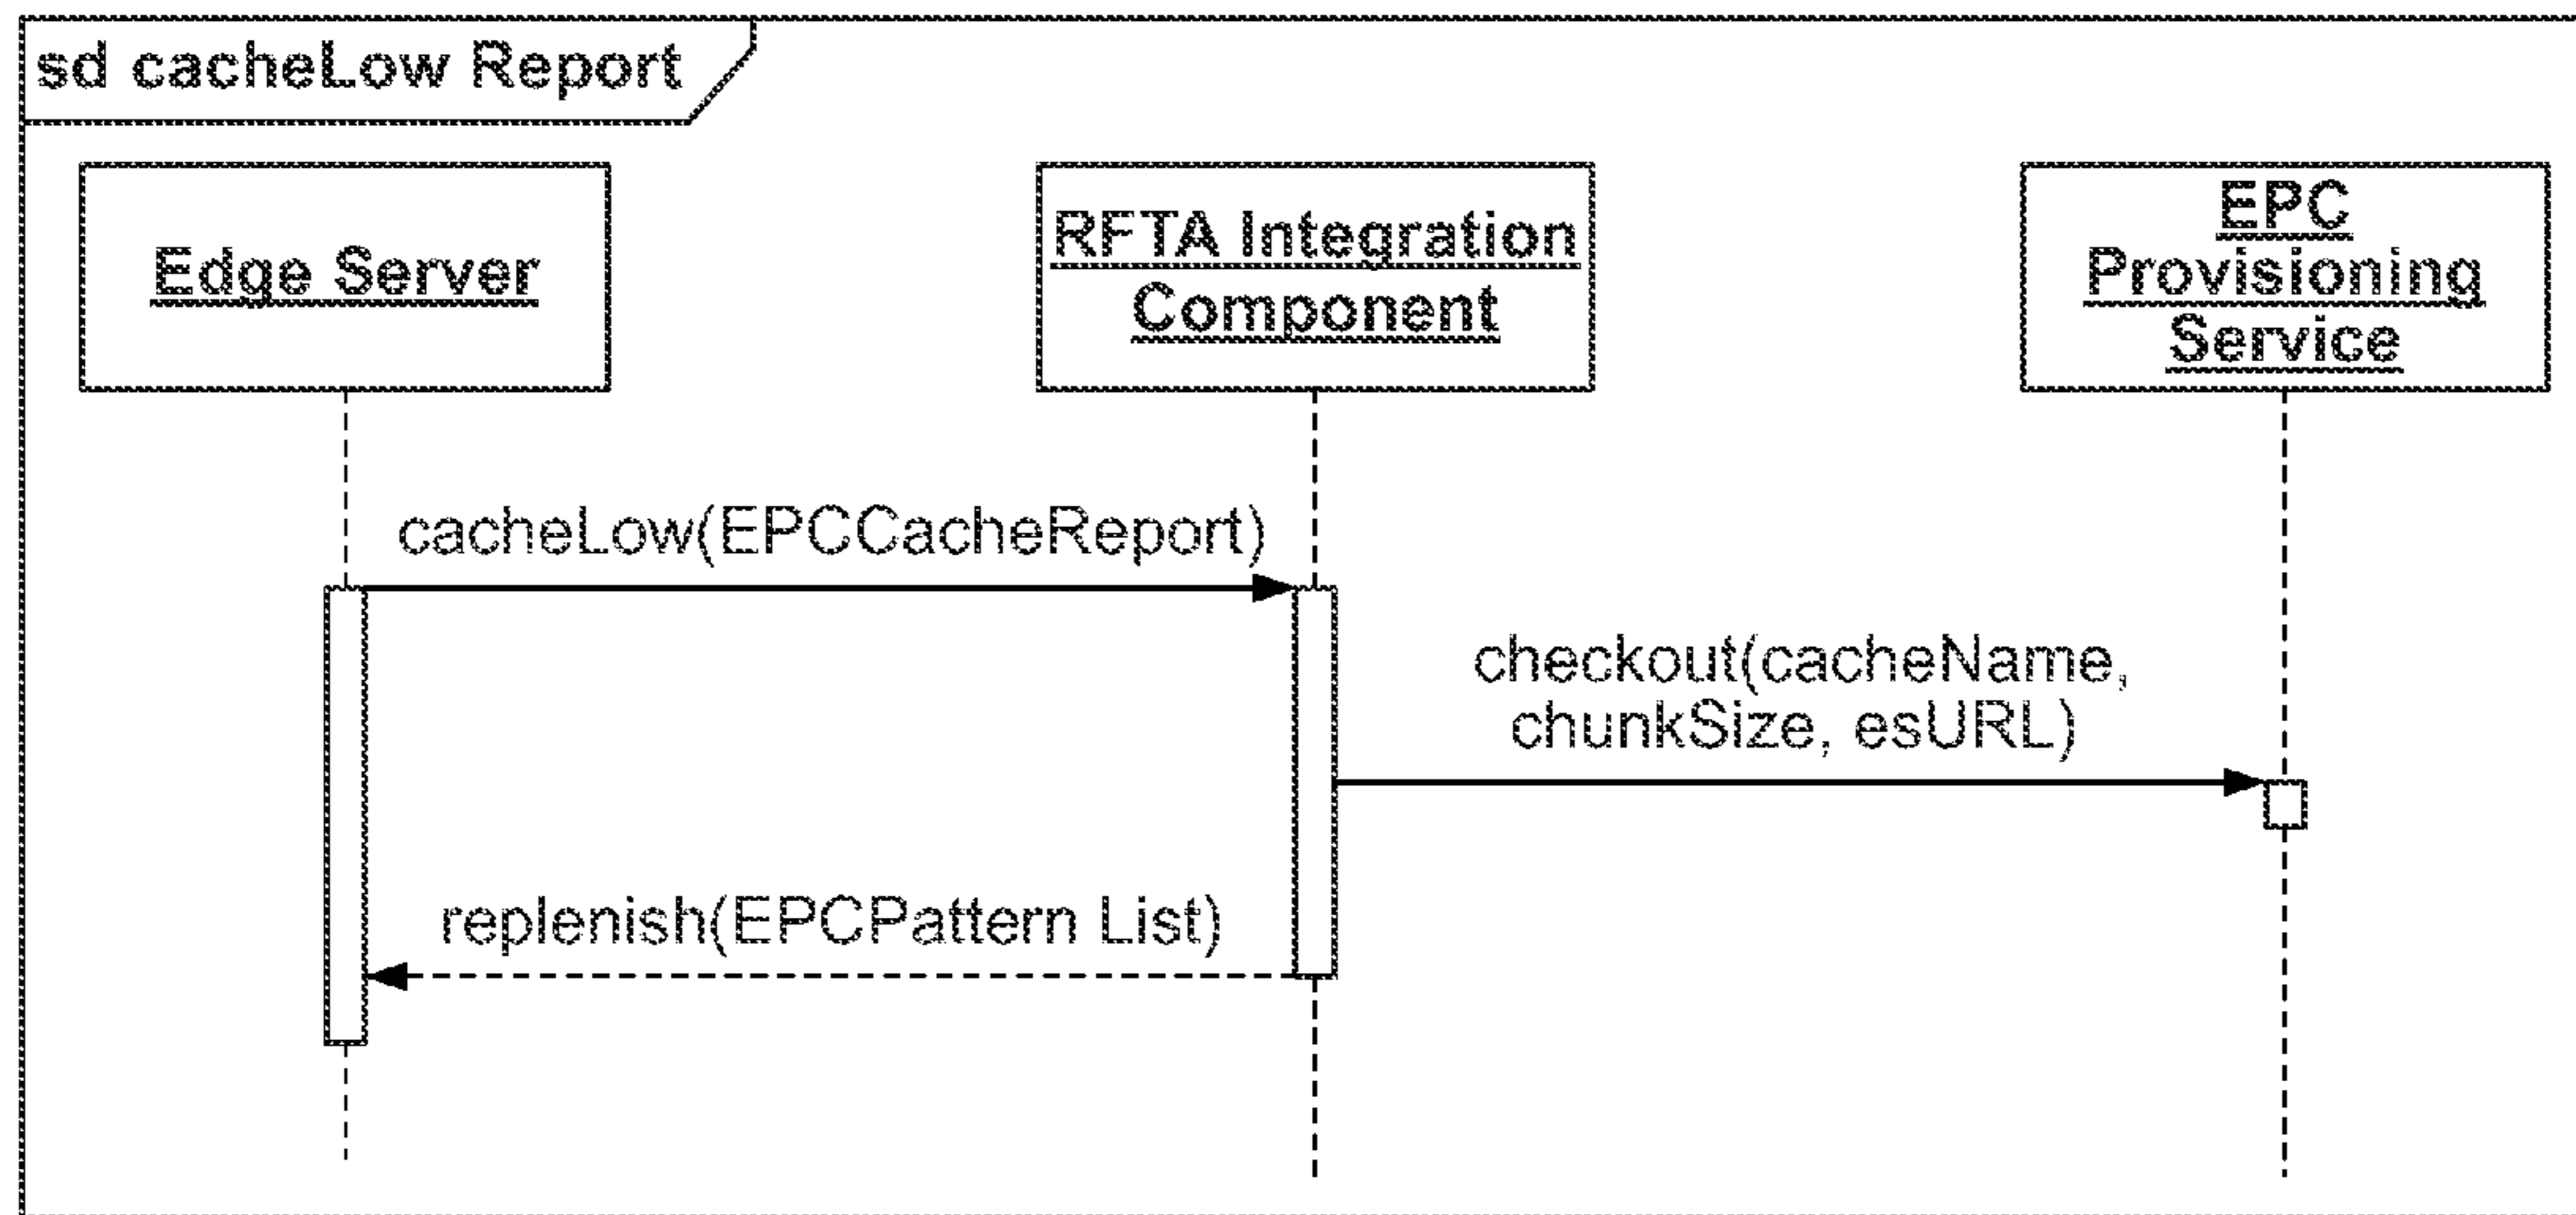 sd cacheLow Report
Edge Server
RFTA Integration
Component
EPC
Provisioning
Service
cacheLow(EPCCacheReport)
checkout(cacheName,
chunkSize, esURL)
replenish(EPCPattern List)